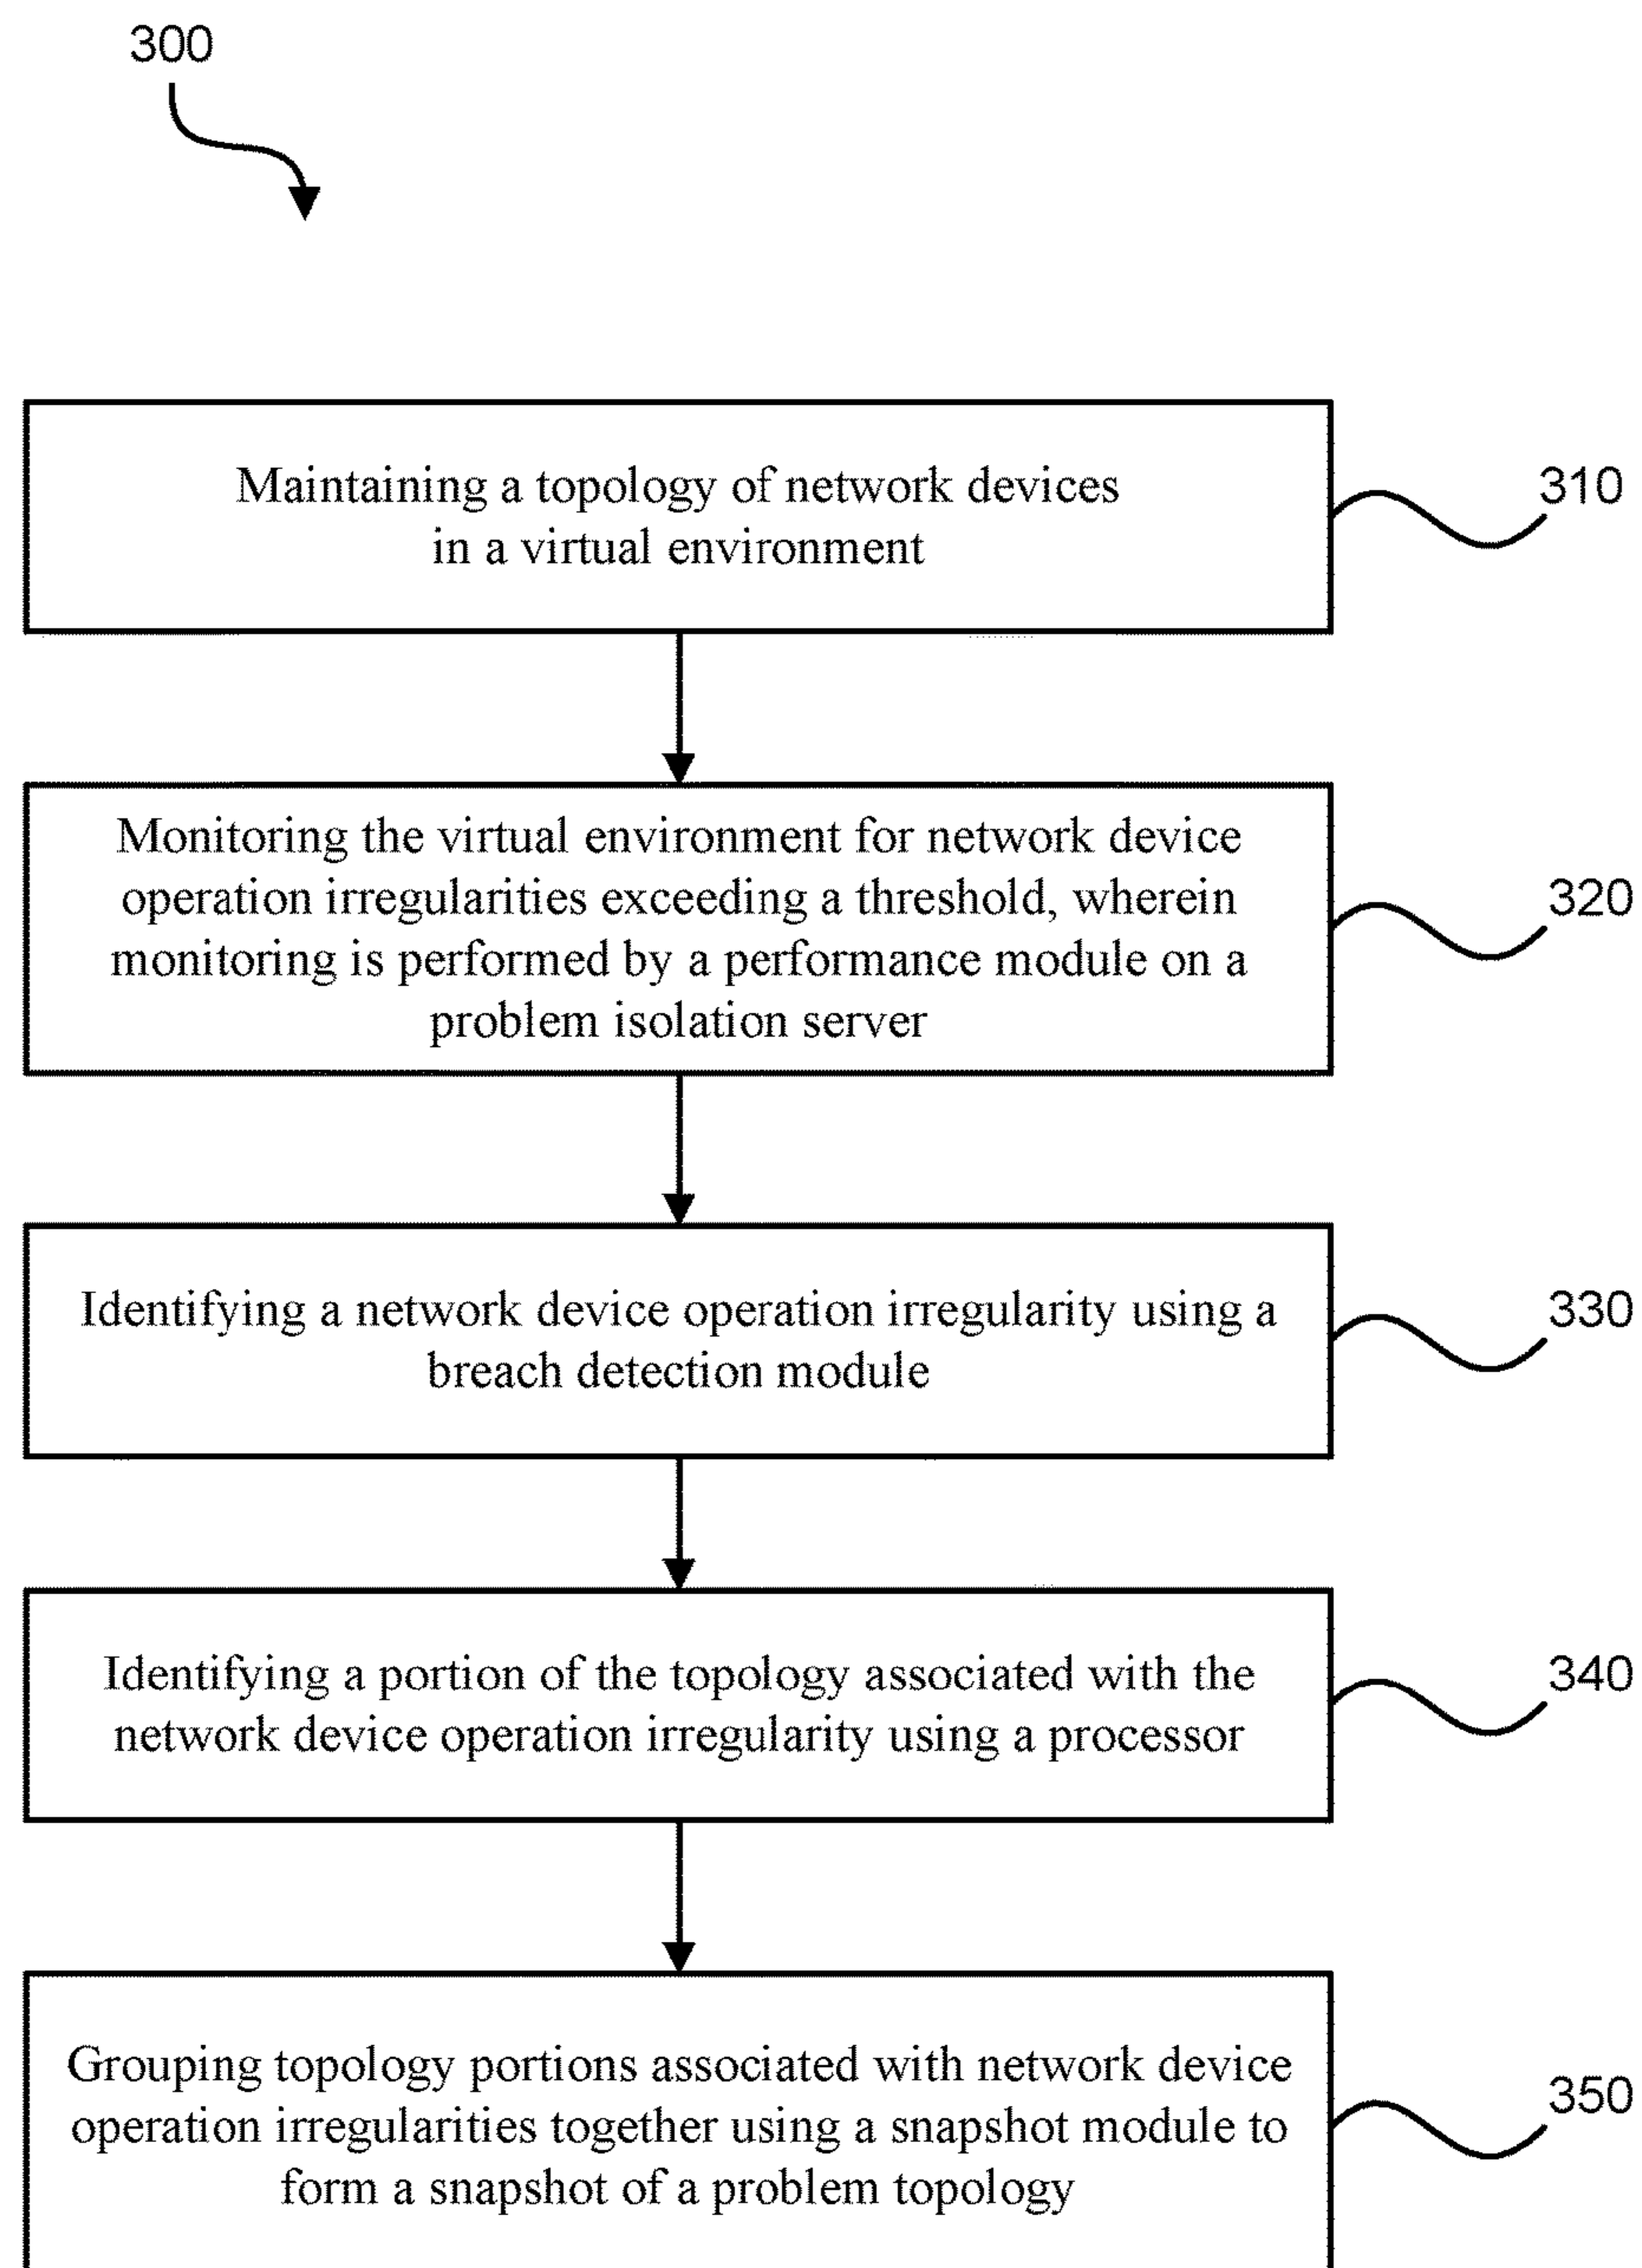 300
Maintaining a topology of network devices
in a virtual environment
310
Monitoring the virtual environment for network device
operation irregularities exceeding a threshold, wherein
monitoring is performed by a performance module on a
problem isolation server
320
Identifying a network device operation irregularity using a
breach detection module
330
Identifying a portion of the topology associated with the
network device operation irregularity using a processor
340
Grouping topology portions associated with network device
operation irregularities together using a snapshot module to
form a snapshot of a problem topology
350